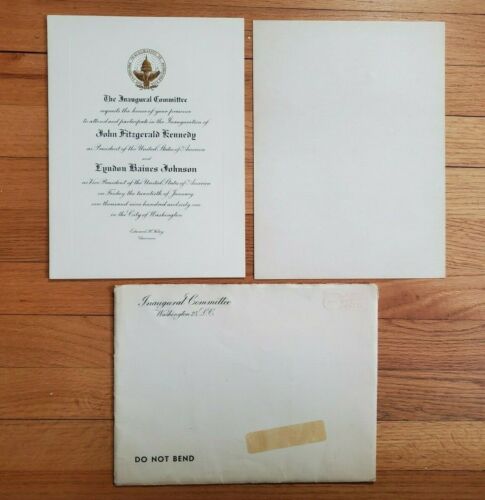 The Inaugural Committee
requests the honor of your presence
to attend and participate in the Inauguration of
John Fitzgerald Kennedy
as President of the United States of America
and
Lyndon Baines Johnson
as Vice President of the United States of America
on Friday the twentieth of January
one thousand nine hundred and sixty one
in the City of Washington
Edward H. Foley
Chairman
Inaugural Committee
Washington 25, D.C.
DO NOT BEND